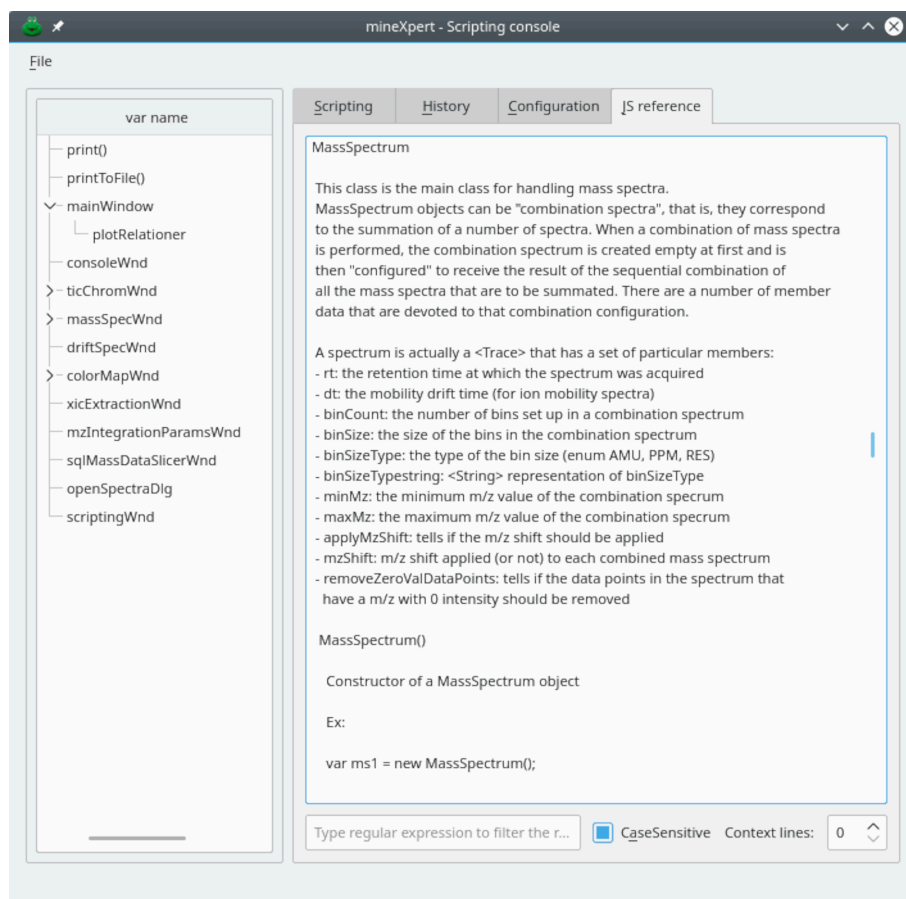 mineXpert - Scripting console
File
var name
print()
printToFile()
mainWindow
plotRelationer
consoleWnd
ticChromWnd
massSpecWnd
driftSpecWnd
colorMapWnd
xicExtractionWnd
mzIntegrationParamsWnd
sqlMassDataSlicerWnd
openSpectraDlg
scriptingWnd
Scripting History Configuration JS reference
MassSpectrum
This class is the main class for handling mass spectra.
MassSpectrum objects can be "combination spectra", that is, they correspond
to the summation of a number of spectra. When a combination of mass spectra
is performed, the combination spectrum is created empty at first and is
then "configured" to receive the result of the sequential combination of
all the mass spectra that are to be summated. There are a number of member
data that are devoted to that combination configuration.
A spectrum is actually a <Trace> that has a set of particular members:
- rt: the retention time at which the spectrum was acquired
- dt: the mobility drift time (for ion mobility spectra)
- binCount: the number of bins set up in a combination spectrum
- binSize: the size of the bins in the combination spectrum
- binSizeType: the type of the bin size (enum AMU, PPM, RES)
- binSizeTypestring: <String> representation of binSizeType
- minMz: the minimum m/z value of the combination specrum
- maxMz: the maximum m/z value of the combination specrum
- applyMzShift: tells if the m/z shift should be applied
- mzShift: m/z shift applied (or not) to each combined mass spectrum
- removeZeroValDataPoints: tells if the data points in the spectrum that
have a m/z with 0 intensity should be removed
MassSpectrum()
Constructor of a MassSpectrum object
Ex:
var ms1 = new MassSpectrum();
Type regular expression to filter the r... CaseSensitive Context lines: 0